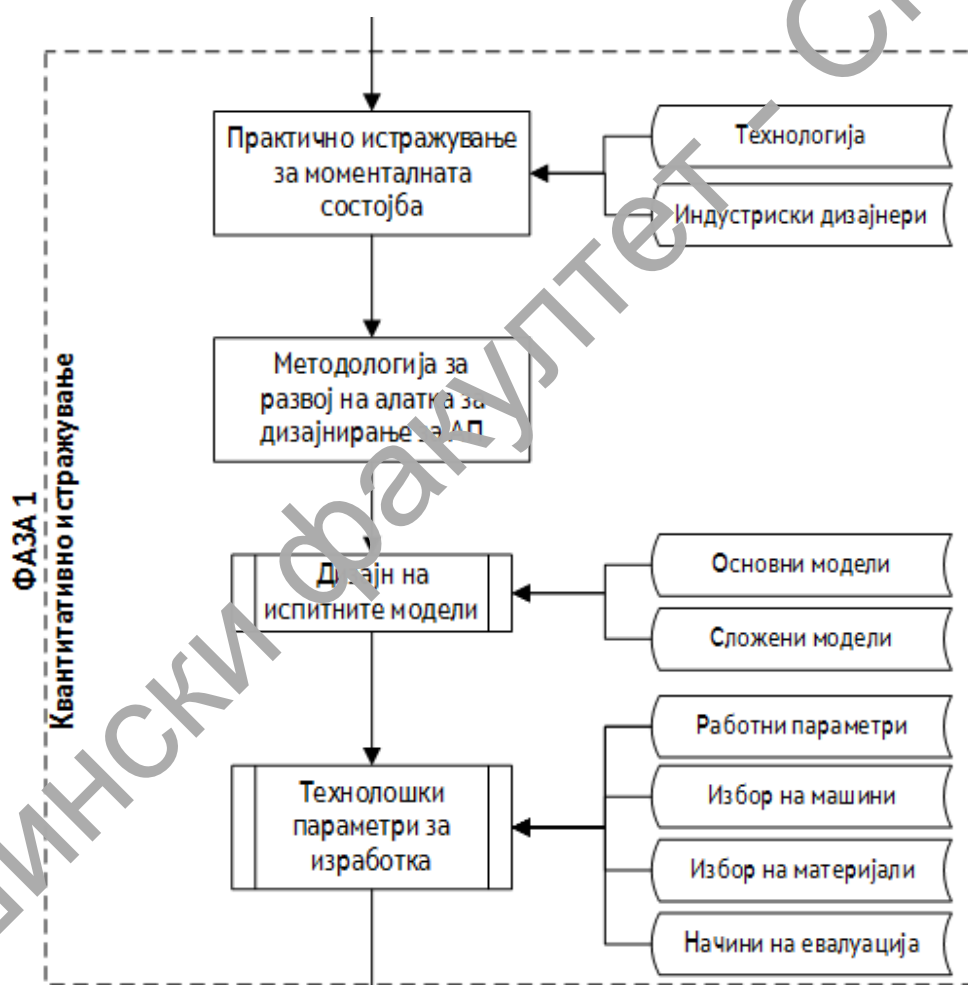 Практично истражување
за моменталната
состојба
Технологија
Индустриски дизајнери
Методологија за
развој на алатка за
дизајнирање за АП
ФАЗА 1
Квантитативно истражување
Дизајн на
испитните модели
Основни модели
Сложени модели
Технолошки
параметри за
изработка
Работни параметри
Избор на машини
Избор на материјали
Начини на евалуација
факултет -